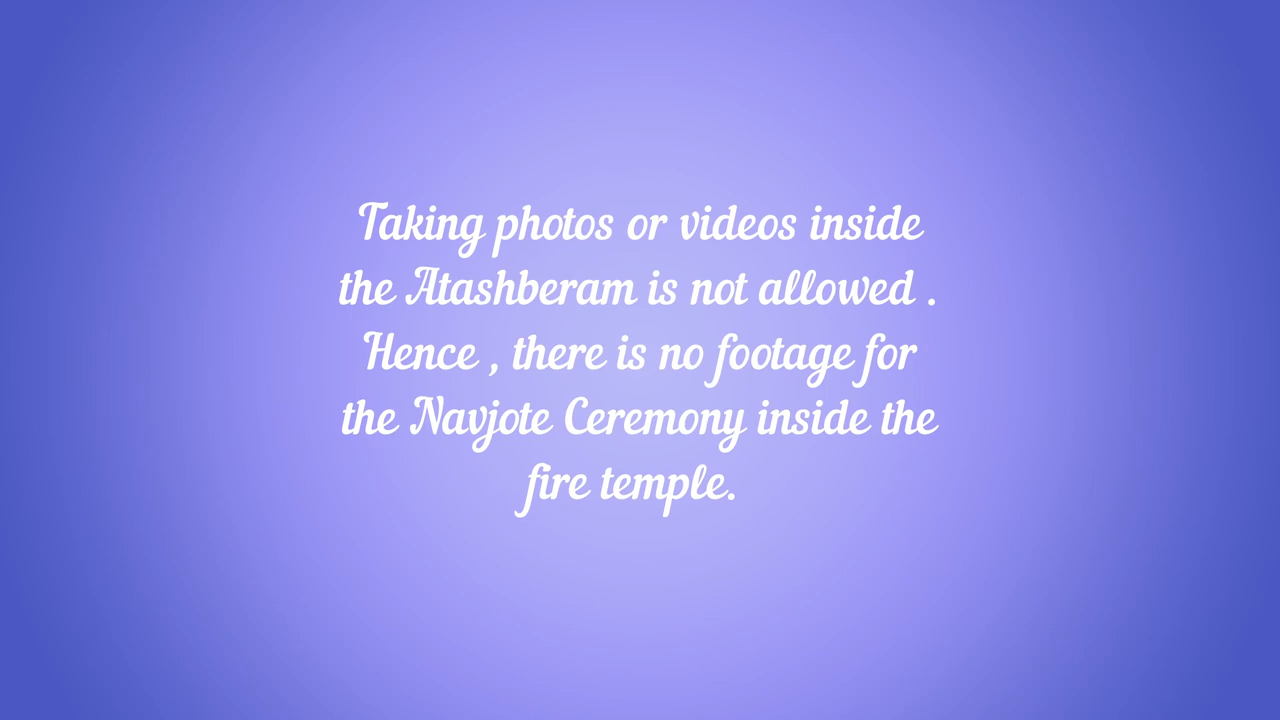 Taking photos or videos inside
the Atashberam is not allowed .
Hence , there is no footage for
the Navjote Ceremony inside the
fire temple.